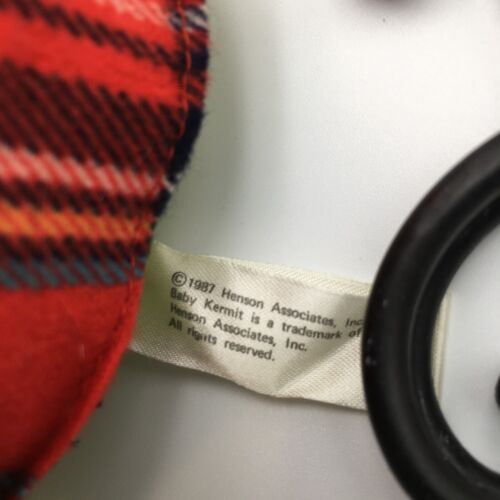 ©1987 Henson Associates, Inc
Baby Kermit is a trademark of
Henson Associates, Inc.
All rights reserved.